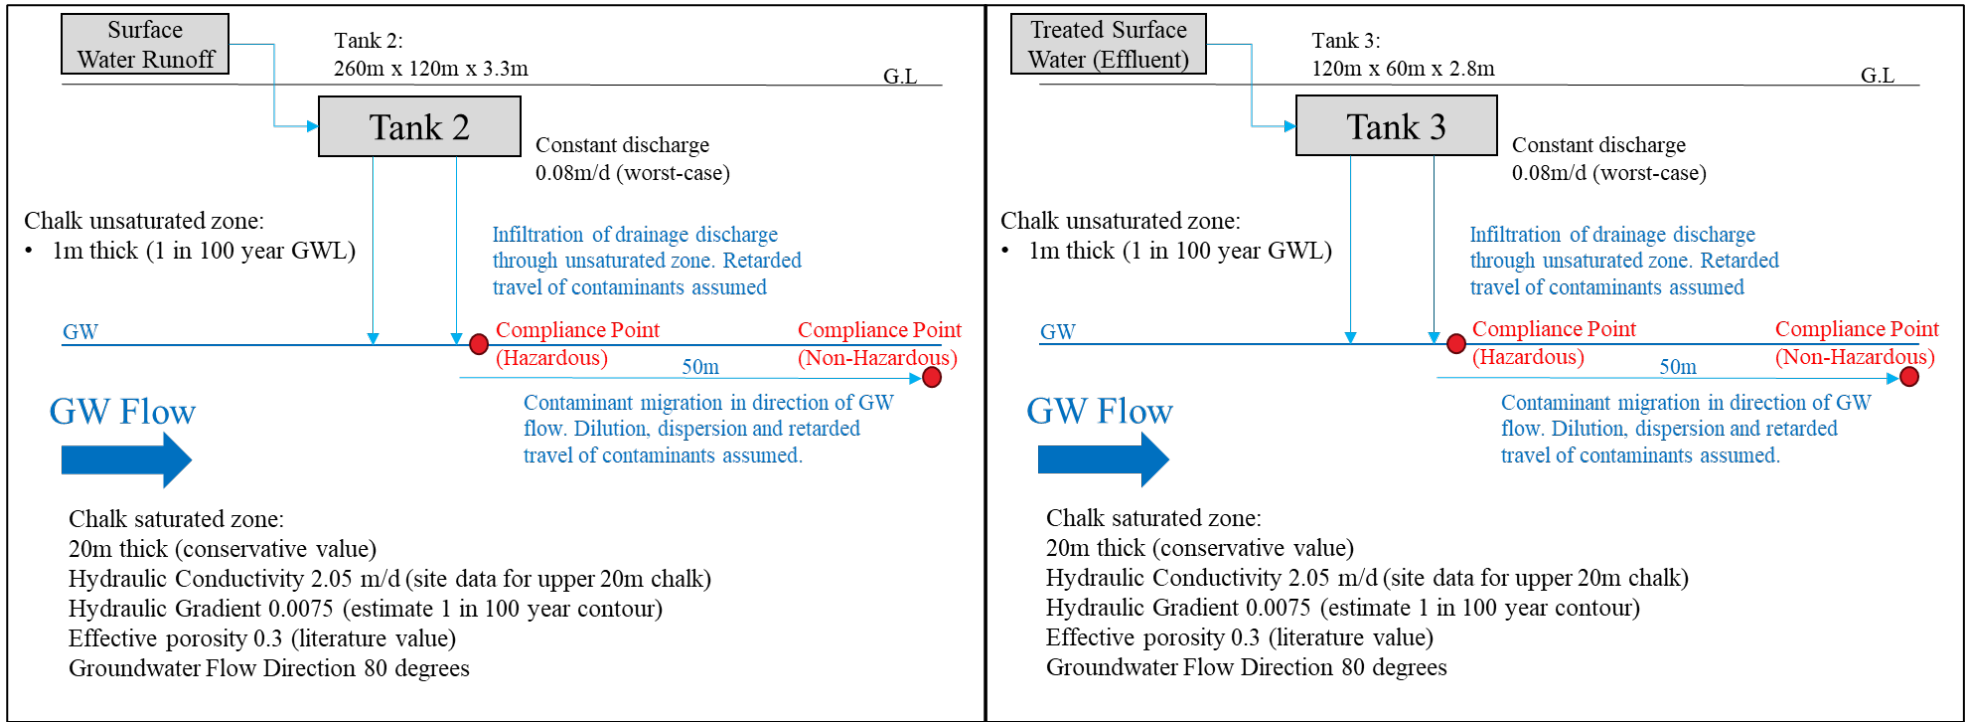 Surface
Water Runoff
Tank 2:
260m x 120m x 3.3m
G.L
Tank 2
Constant discharge
0.08m/d (worst-case)
Chalk unsaturated zone:
• 1m thick (1 in 100 year GWL)
Infiltration of drainage discharge
through unsaturated zone. Retarded
travel of contaminants assumed
GW
Compliance Point
(Hazardous)
Compliance Point
(Non-Hazardous)
50m
GW Flow
Contaminant migration in direction of GW
flow. Dilution, dispersion and retarded
travel of contaminants assumed.
Chalk saturated zone:
20m thick (conservative value)
Hydraulic Conductivity 2.05 m/d (site data for upper 20m chalk)
Hydraulic Gradient 0.0075 (estimate 1 in 100 year contour)
Effective porosity 0.3 (literature value)
Groundwater Flow Direction 80 degrees
Treated Surface
Water (Effluent)
Tank 3:
120m x 60m x 2.8m
G.L
Tank 3
Constant discharge
0.08m/d (worst-case)
Chalk unsaturated zone:
• 1m thick (1 in 100 year GWL)
Infiltration of drainage discharge
through unsaturated zone. Retarded
travel of contaminants assumed
GW
Compliance Point
(Hazardous)
Compliance Point
(Non-Hazardous)
50m
GW Flow
Contaminant migration in direction of GW
flow. Dilution, dispersion and retarded
travel of contaminants assumed.
Chalk saturated zone:
20m thick (conservative value)
Hydraulic Conductivity 2.05 m/d (site data for upper 20m chalk)
Hydraulic Gradient 0.0075 (estimate 1 in 100 year contour)
Effective porosity 0.3 (literature value)
Groundwater Flow Direction 80 degrees